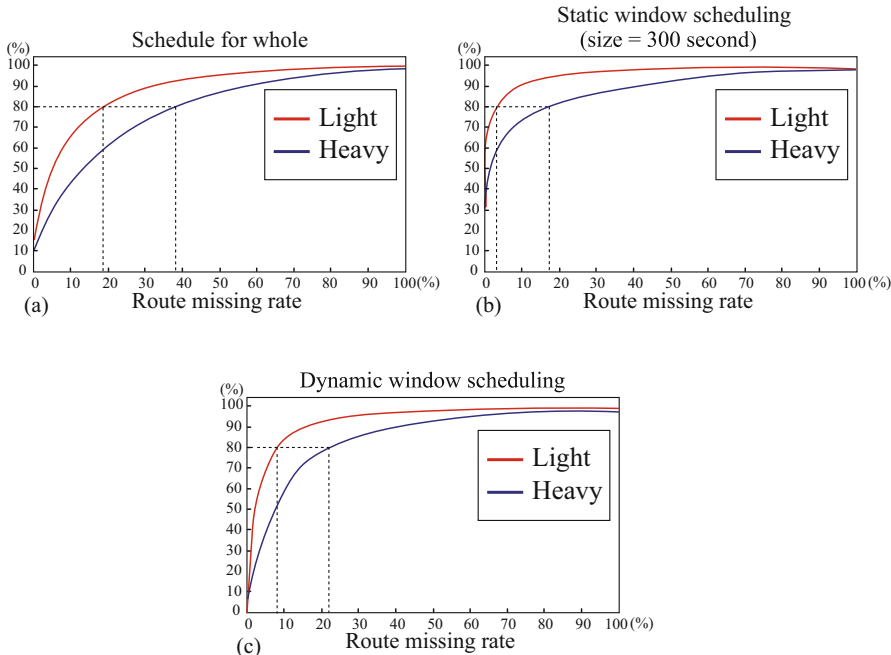 Schedule for whole
(%)
100
90
80
70
60
50
40
30
20
10
0
Light
Heavy
0 10 20 30 40 50 60 70 80 90 100 (%)
Route missing rate
(a)
Static window scheduling
(size = 300 second)
(%)
100
90
80
70
60
50
40
30
20
10
0
Light
Heavy
0 10 20 30 40 50 60 70 80 90 100 (%)
Route missing rate
(b)
Dynamic window scheduling
(%)
100
90
80
70
60
50
40
30
20
10
0
Light
Heavy
0 10 20 30 40 50 60 70 80 90 100 (%)
Route missing rate
(c)